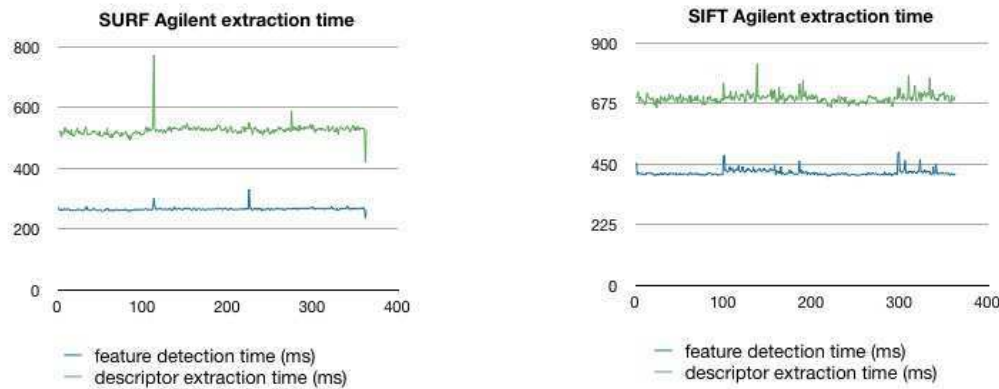 SURF Agilent extraction time
800
600
400
200
0
0 100 200 300 400
feature detection time (ms)
descriptor extraction time (ms)
SIFT Agilent extraction time
900
675
450
225
0
0 100 200 300 400
feature detection time (ms)
descriptor extraction time (ms)